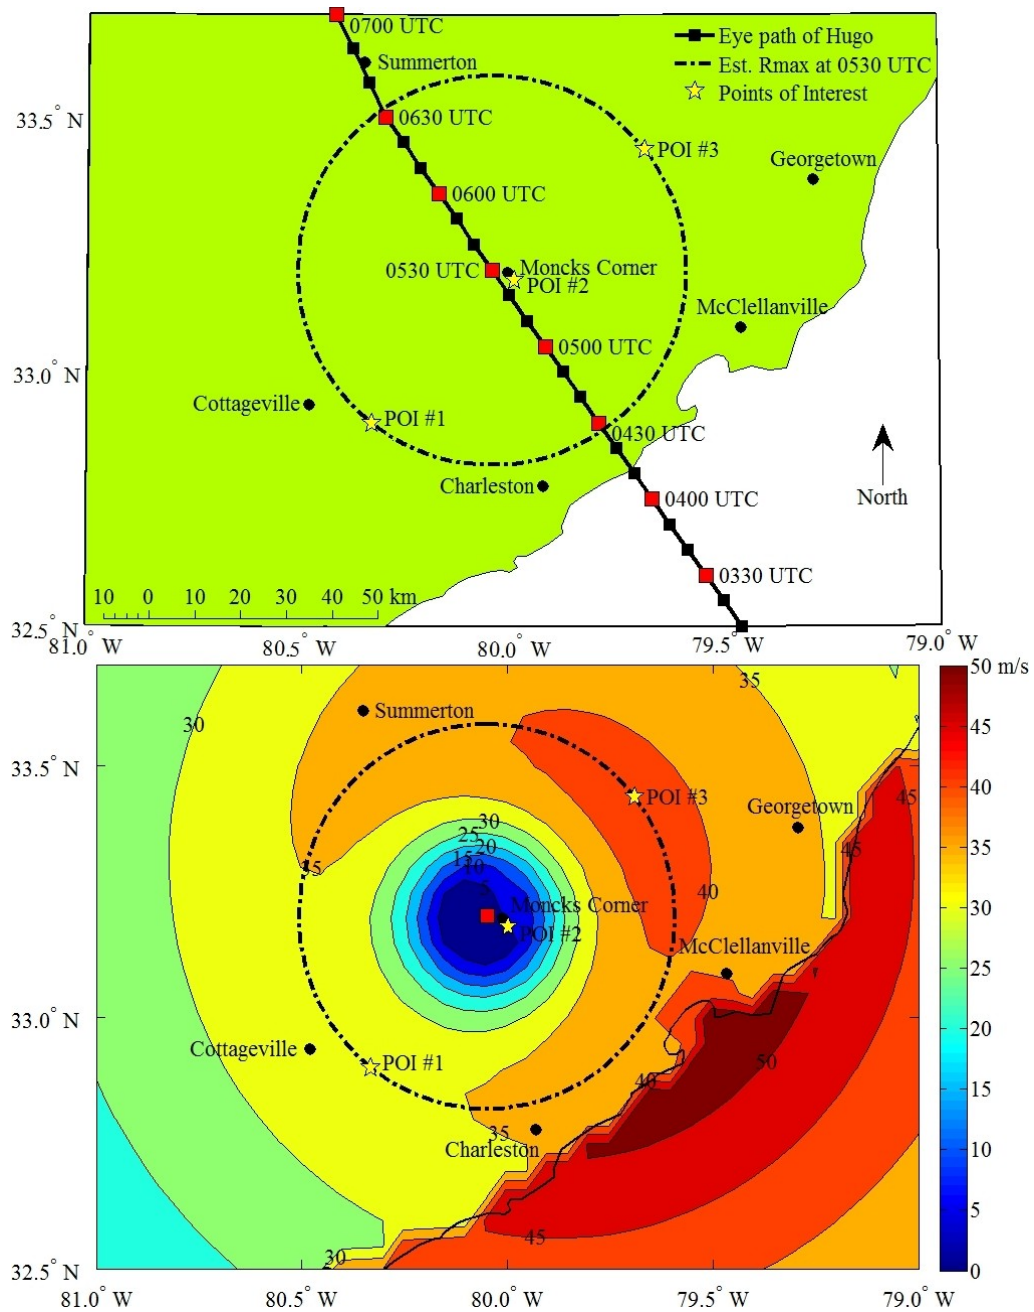 0700 UTC
Eye path of Hugo
Summerton
Est. Rmax at 0530 UTC
Points of Interest
33.5° N
0630 UTC
POI #3
Georgetown
0600 UTC
0530 UTC
Moncks Corner
POI #2
McClellanville
0500 UTC
33.0° N
Cottageville
POI #1
0430 UTC
Charleston
0400 UTC
North
0330 UTC
10 0 10 20 30 40 50 km
32.5° N
81.0° W 80.5° W 80.0° W 79.5° W 79.0° W
50 m/s
35
Summerton
30
45
33.5° N
POI #3
45
40
Georgetown
30
25
20
45
15
10
35
35
5
40
Moncks Corner
POI #2
30
McClellanville
25
33.0° N
Cottageville
POI #1
50
20
40
15
35
Charleston
10
45
30
5
32.5° N
0
81.0° W 80.5° W 80.0° W 79.5° W 79.0° W